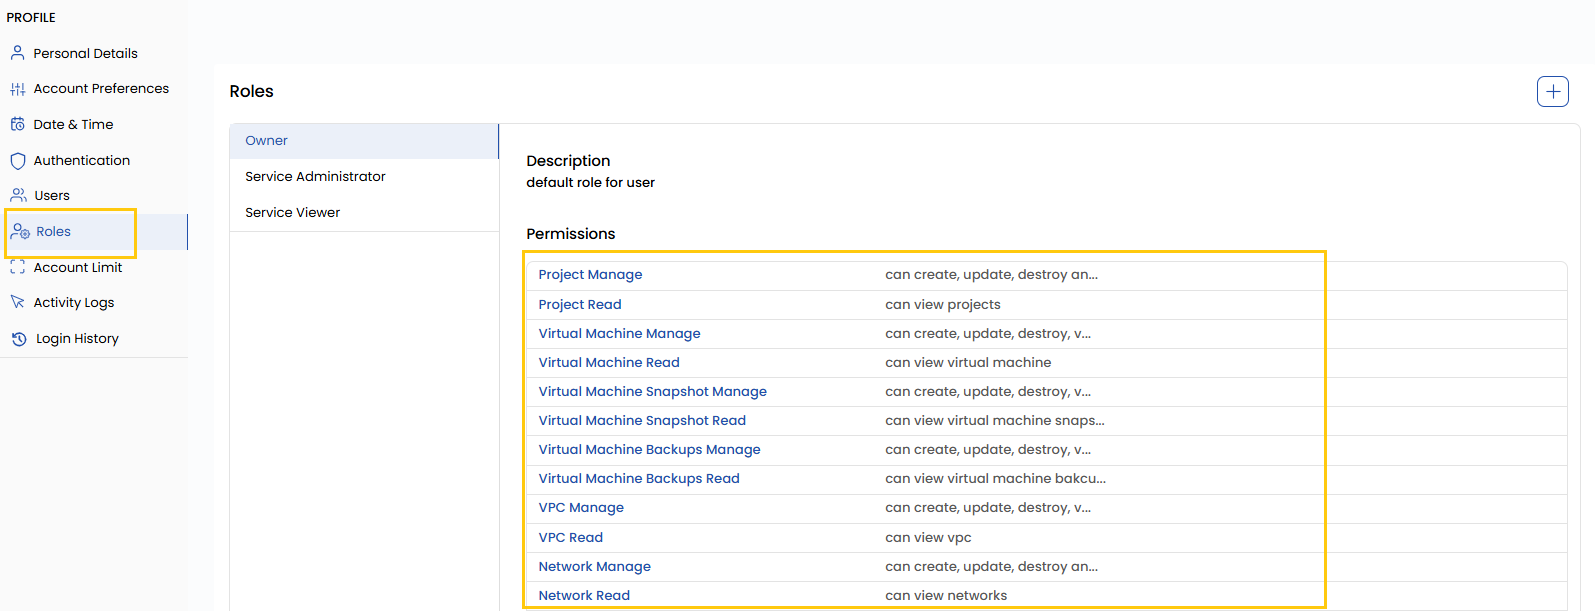 PROFILE
Personal Details
Account Preferences
Date & Time
Authentication
Users
Roles
Account Limit
Activity Logs
Login History
Roles
Owner
Service Administrator
Service Viewer
Description
default role for user
Permissions
Project Manage can create, update, destroy an...
Project Read can view projects
Virtual Machine Manage can create, update, destroy, v...
Virtual Machine Read can view virtual machine
Virtual Machine Snapshot Manage can create, update, destroy, v...
Virtual Machine Snapshot Read can view virtual machine snaps...
Virtual Machine Backups Manage can create, update, destroy, v...
Virtual Machine Backups Read can view virtual machine bakcu...
VPC Manage can create, update, destroy, v...
VPC Read can view vpc
Network Manage can create, update, destroy an...
Network Read can view networks